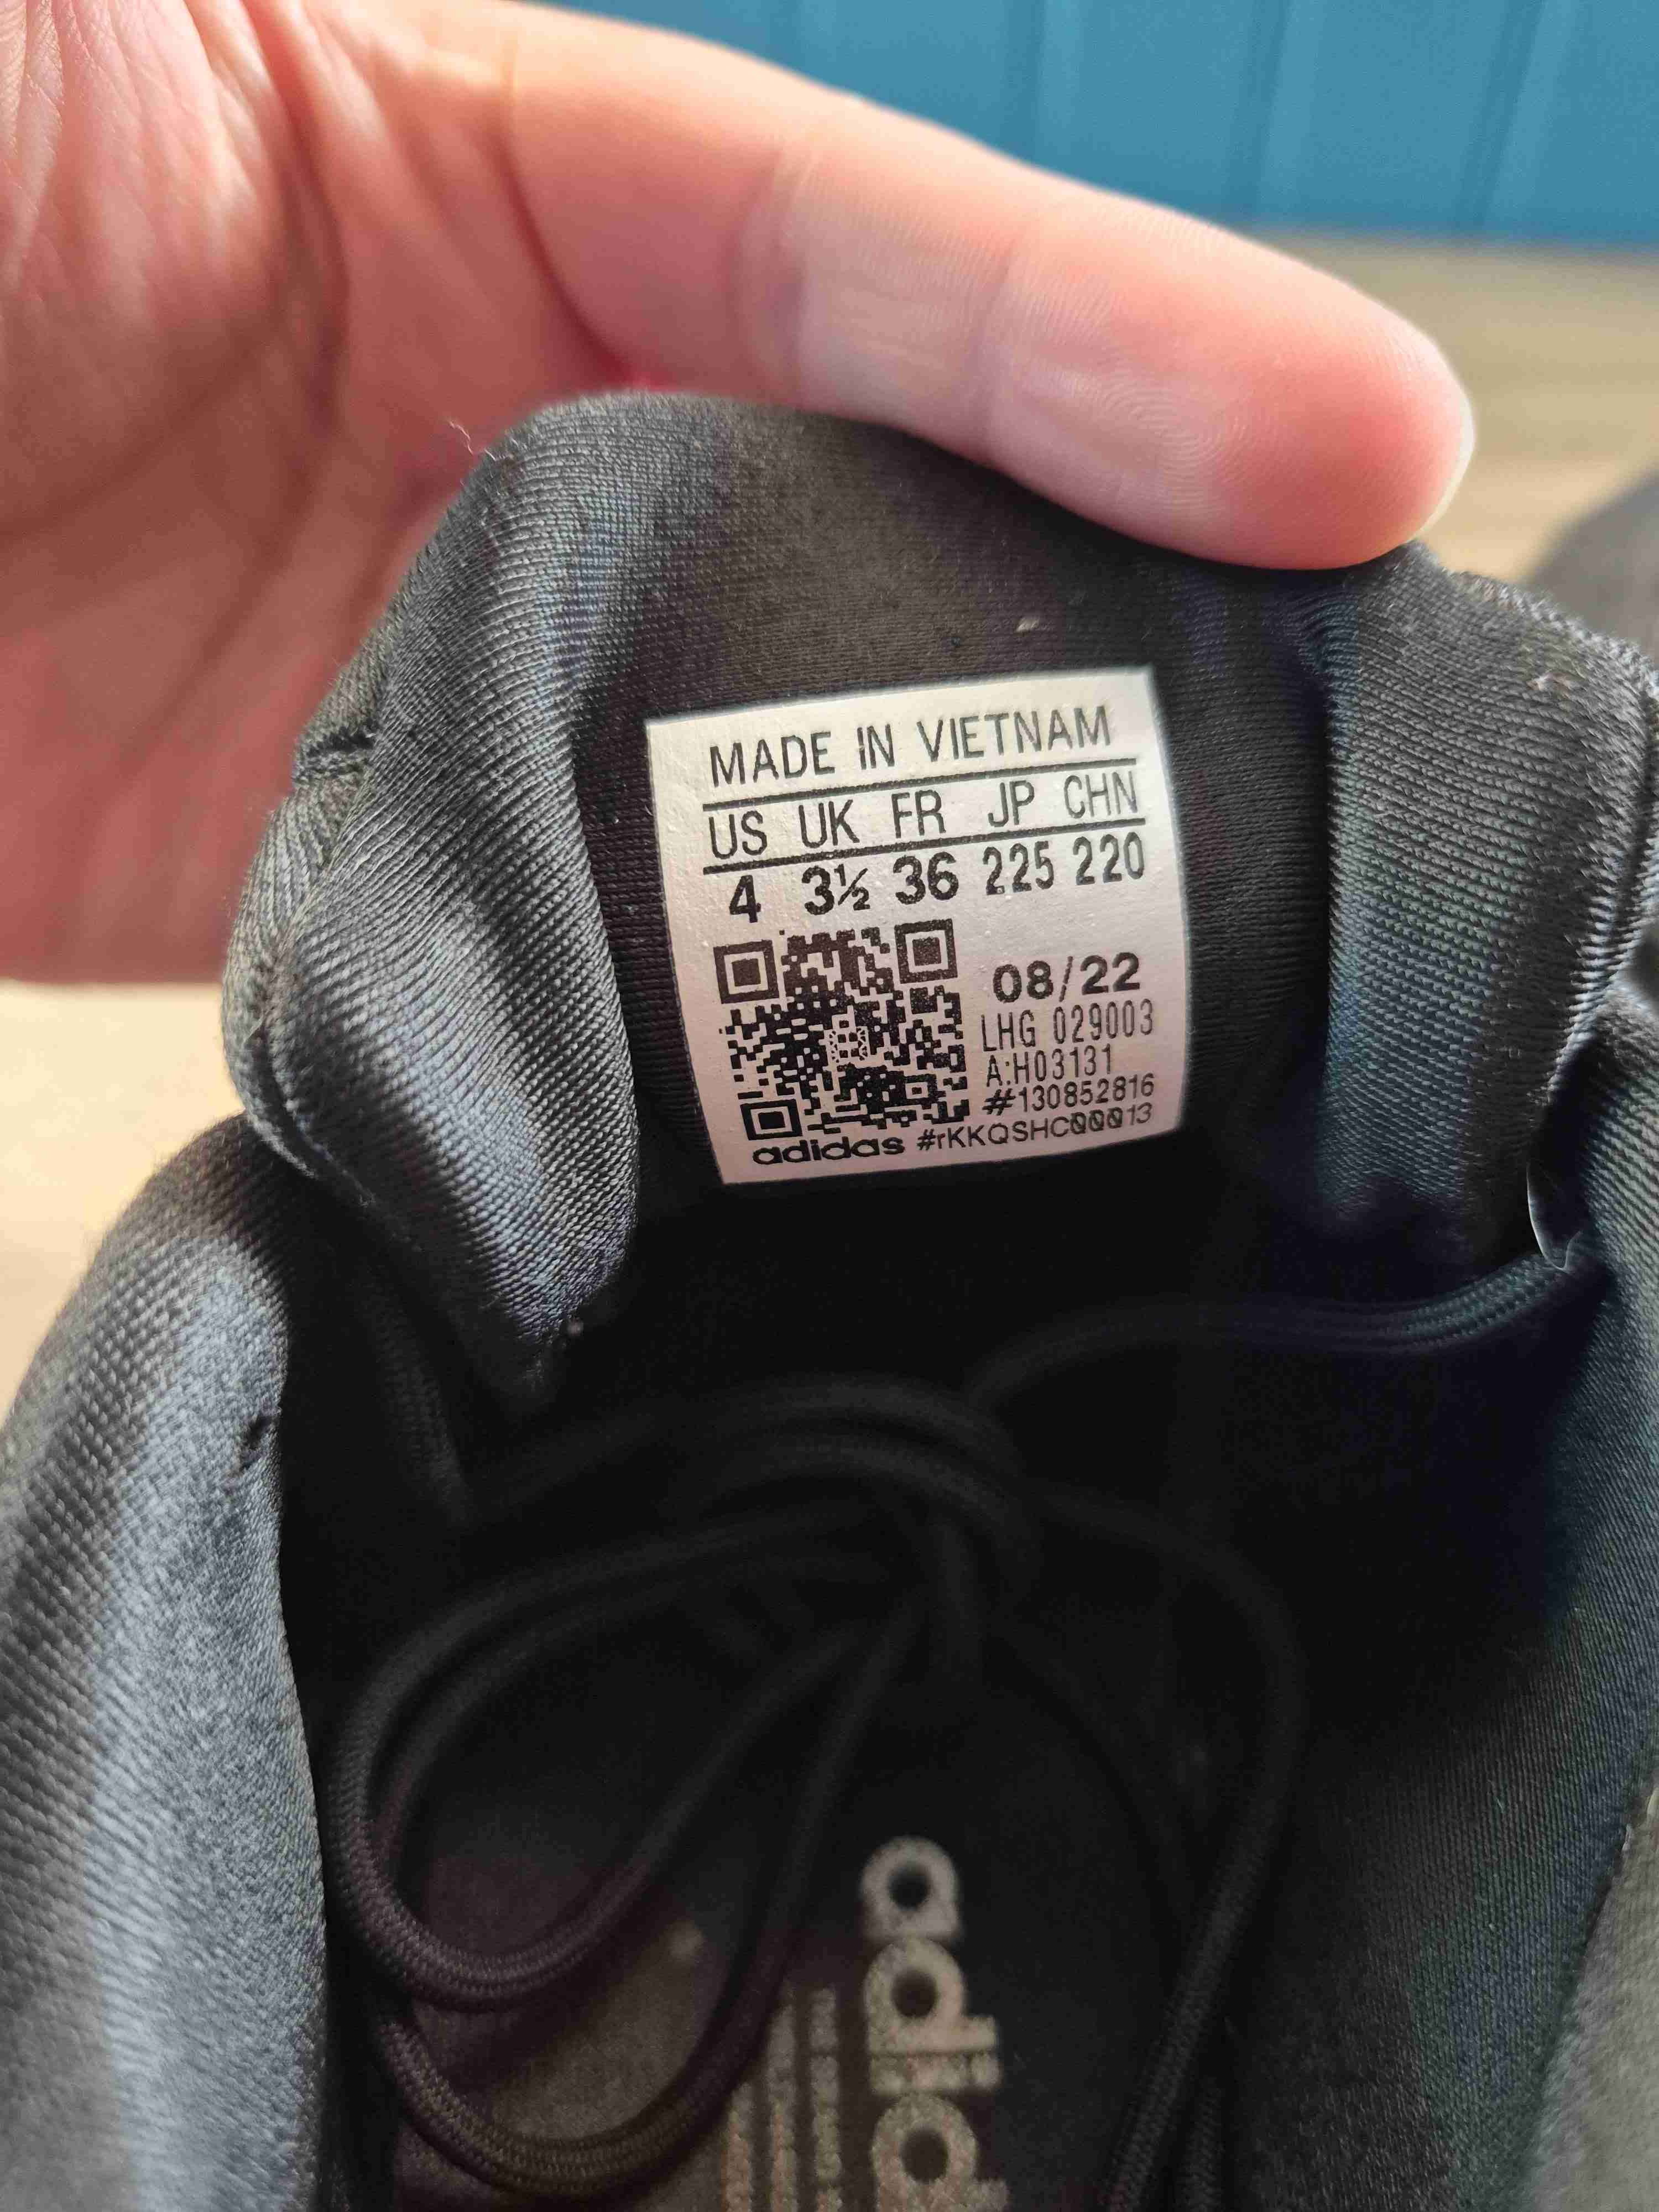 MADE IN VIETNAM
US UK FR JP CHN
4 3½ 36 225 220
08/22
LHG 029003
A:H03131
#130852816
adidas #rKKQSHC00013
adid